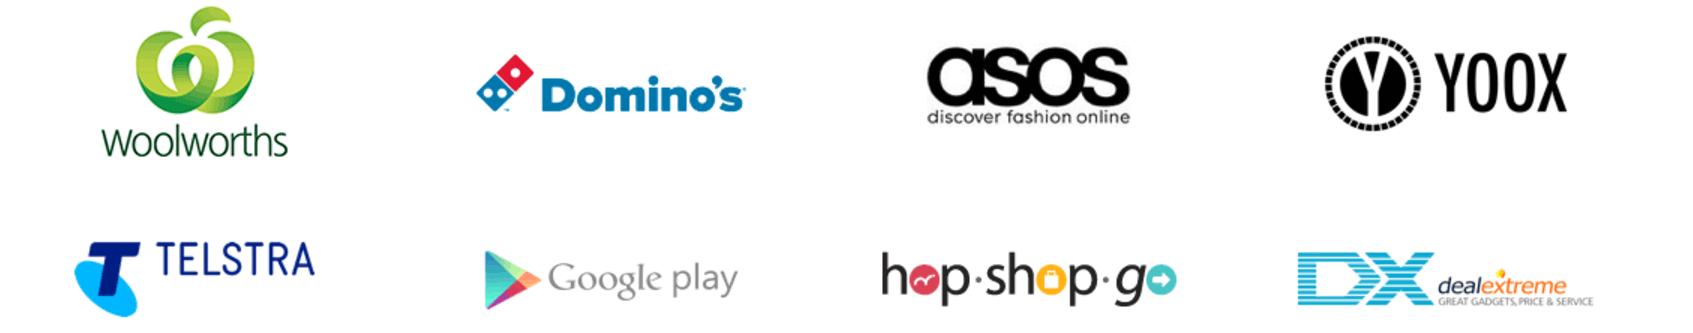 woolworths
Domino's
asos
discover fashion online
Y YOOX
T TELSTRA
Google play
hop·shop·go
DX
dealextreme
GREAT GADGETS, PRICE & SERVICE